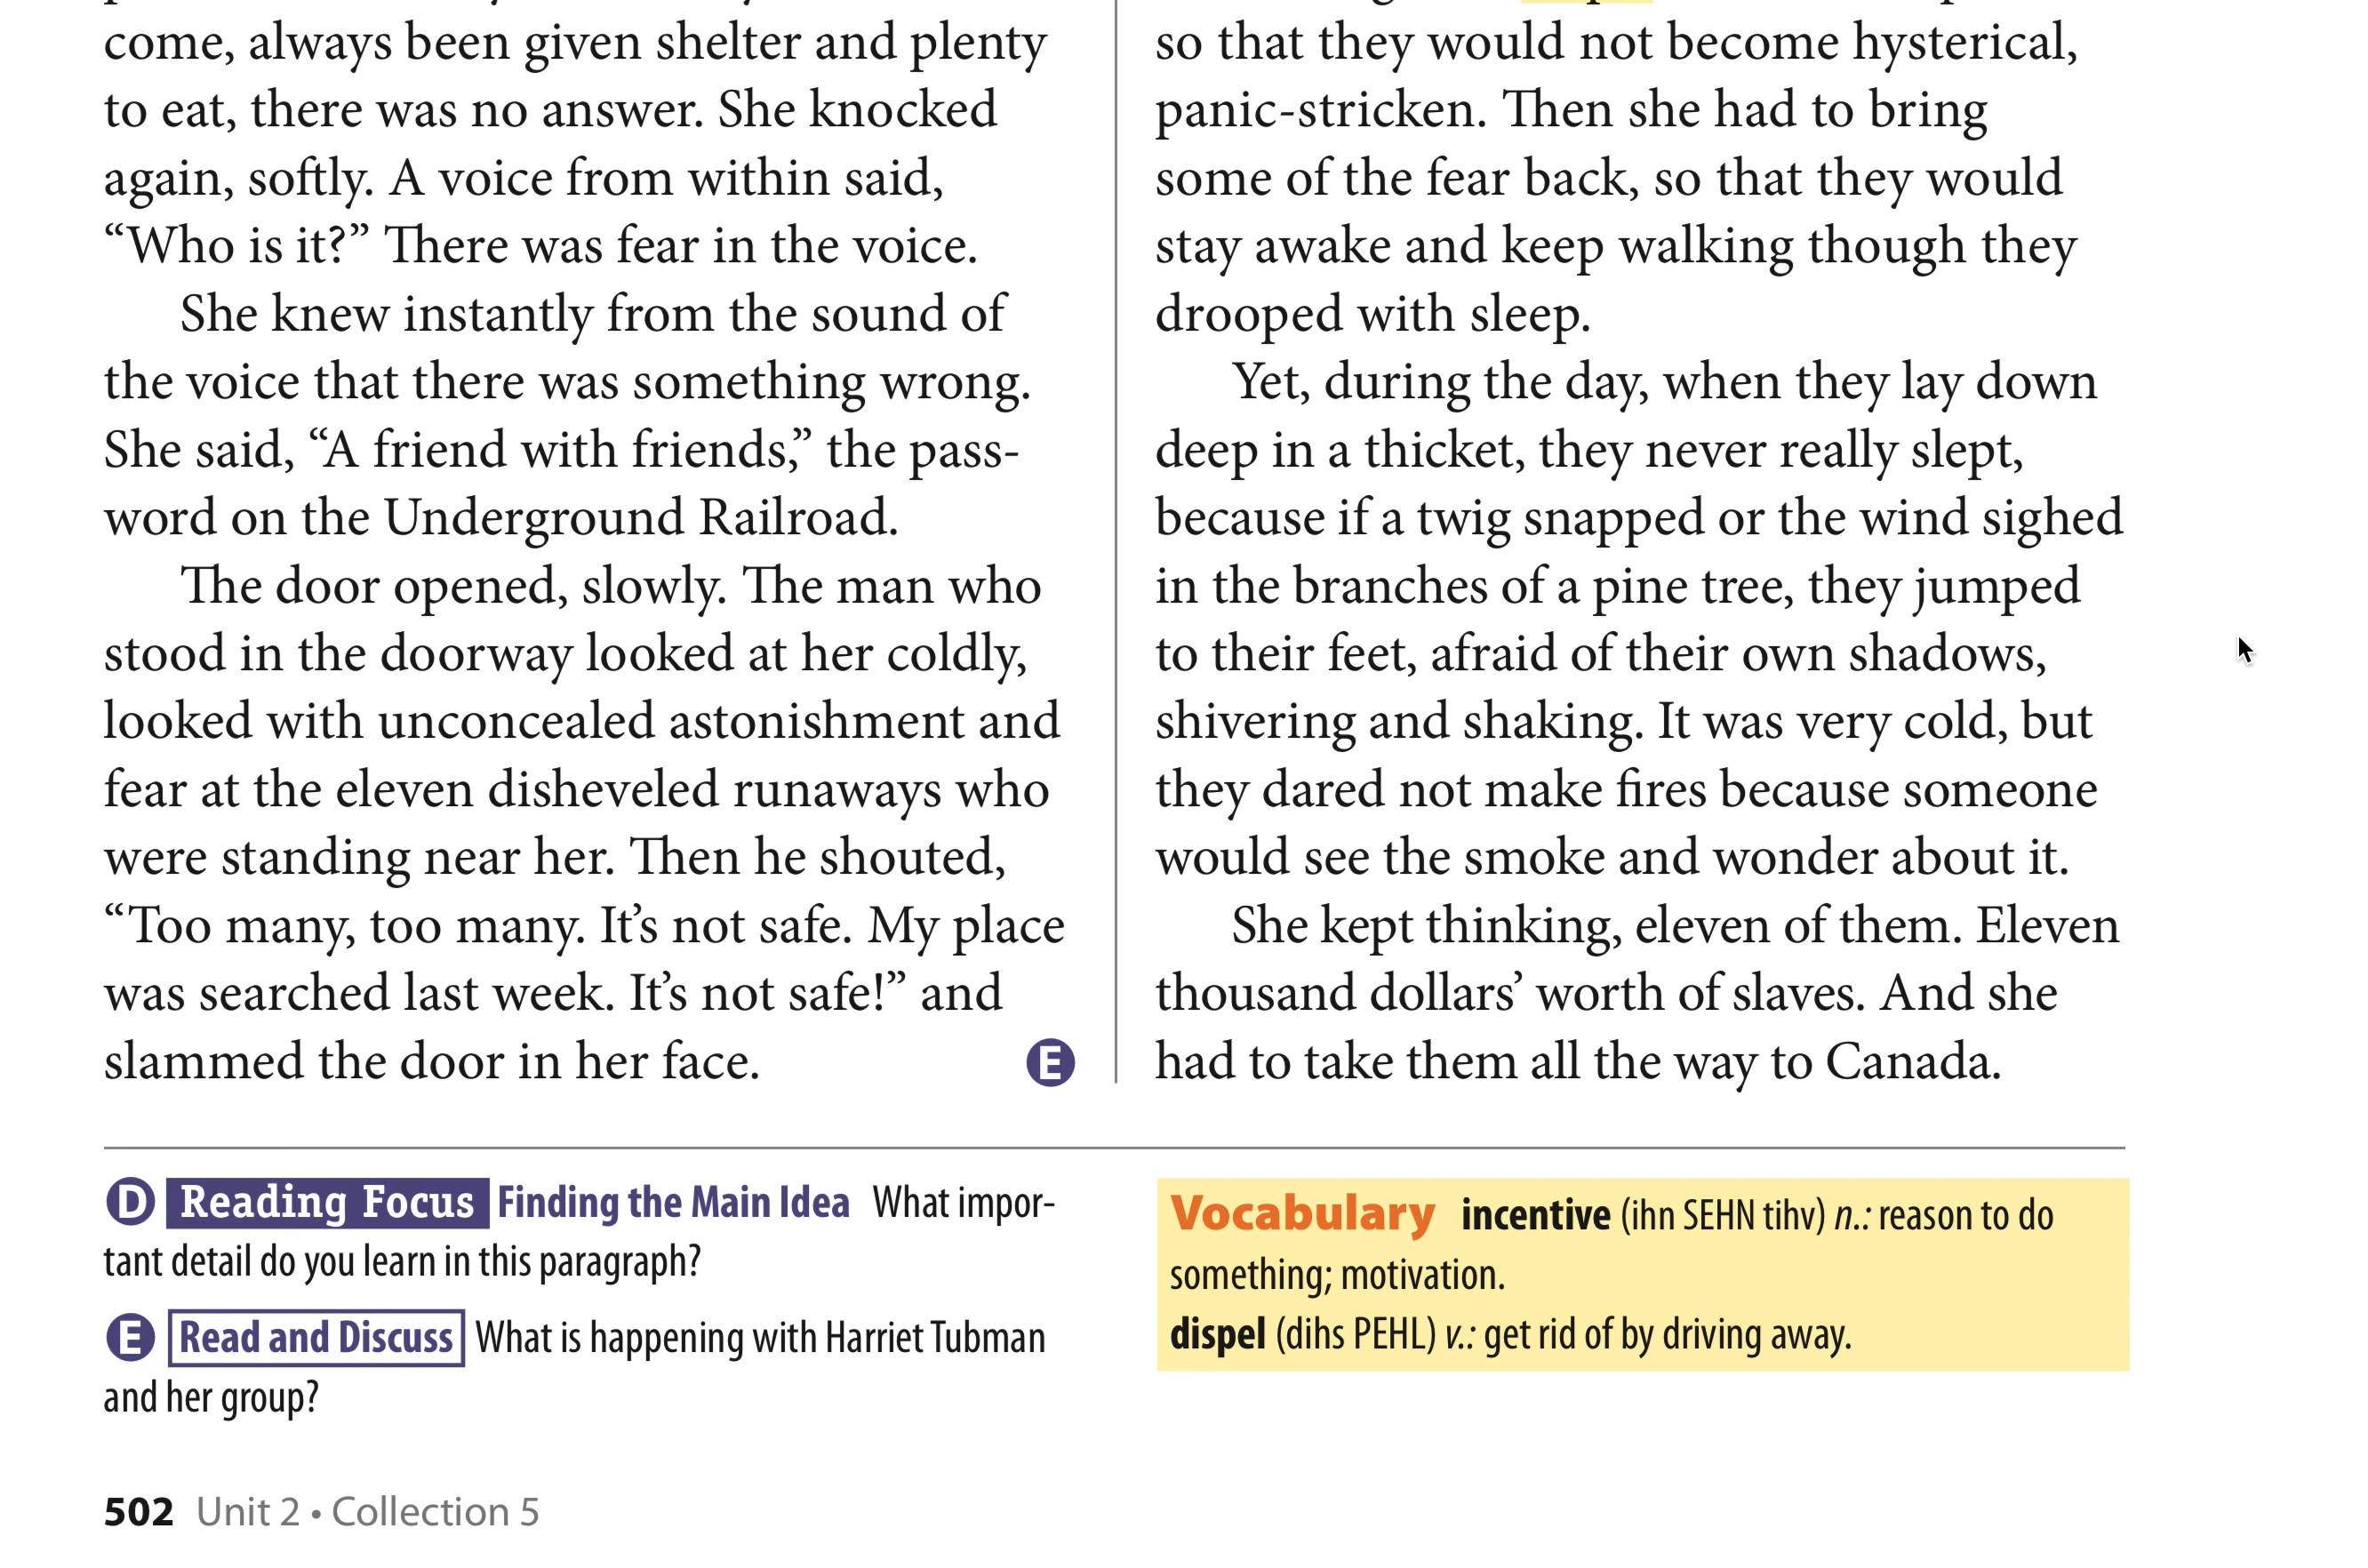 come, always been given shelter and plenty
to eat, there was no answer. She knocked
again, softly. A voice from within said,
“Who is it?” There was fear in the voice.
She knew instantly from the sound of
the voice that there was something wrong.
She said, “A friend with friends,” the pass-
word on the Underground Railroad.
The door opened, slowly. The man who
stood in the doorway looked at her coldly,
looked with unconcealed astonishment and
fear at the eleven disheveled runaways who
were standing near her. Then he shouted,
“Too many, too many. It’s not safe. My place
was searched last week. It’s not safe!” and
slammed the door in her face. E
so that they would not become hysterical,
panic-stricken. Then she had to bring
some of the fear back, so that they would
stay awake and keep walking though they
drooped with sleep.
Yet, during the day, when they lay down
deep in a thicket, they never really slept,
because if a twig snapped or the wind sighed
in the branches of a pine tree, they jumped
to their feet, afraid of their own shadows,
shivering and shaking. It was very cold, but
they dared not make fires because someone
would see the smoke and wonder about it.
She kept thinking, eleven of them. Eleven
thousand dollars’ worth of slaves. And she
had to take them all the way to Canada.
D Reading Focus Finding the Main Idea What impor-
tant detail do you learn in this paragraph?
E Read and Discuss What is happening with Harriet Tubman
and her group?
Vocabulary incentive (ihn SEHN tihv) n.: reason to do
something; motivation.
dispel (dihs PEHL) v.: get rid of by driving away.
502 Unit 2 • Collection 5